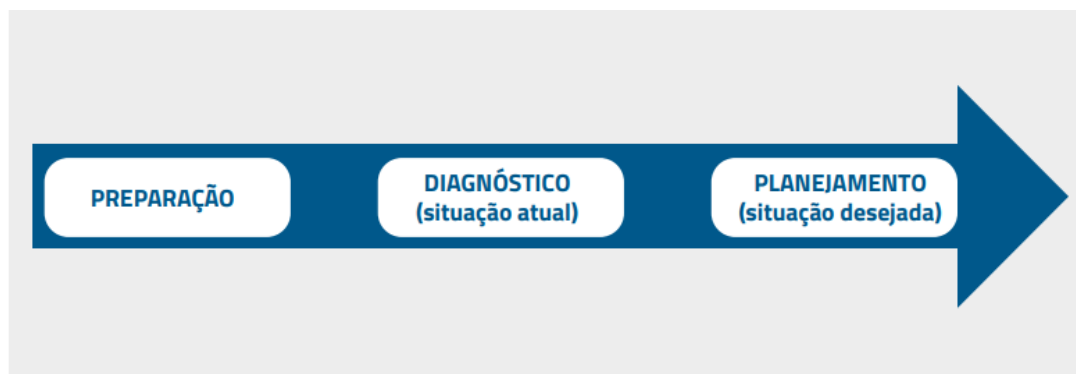 PREPARAÇÃO
DIAGNÓSTICO
(situação atual)
PLANEJAMENTO
(situação desejada)